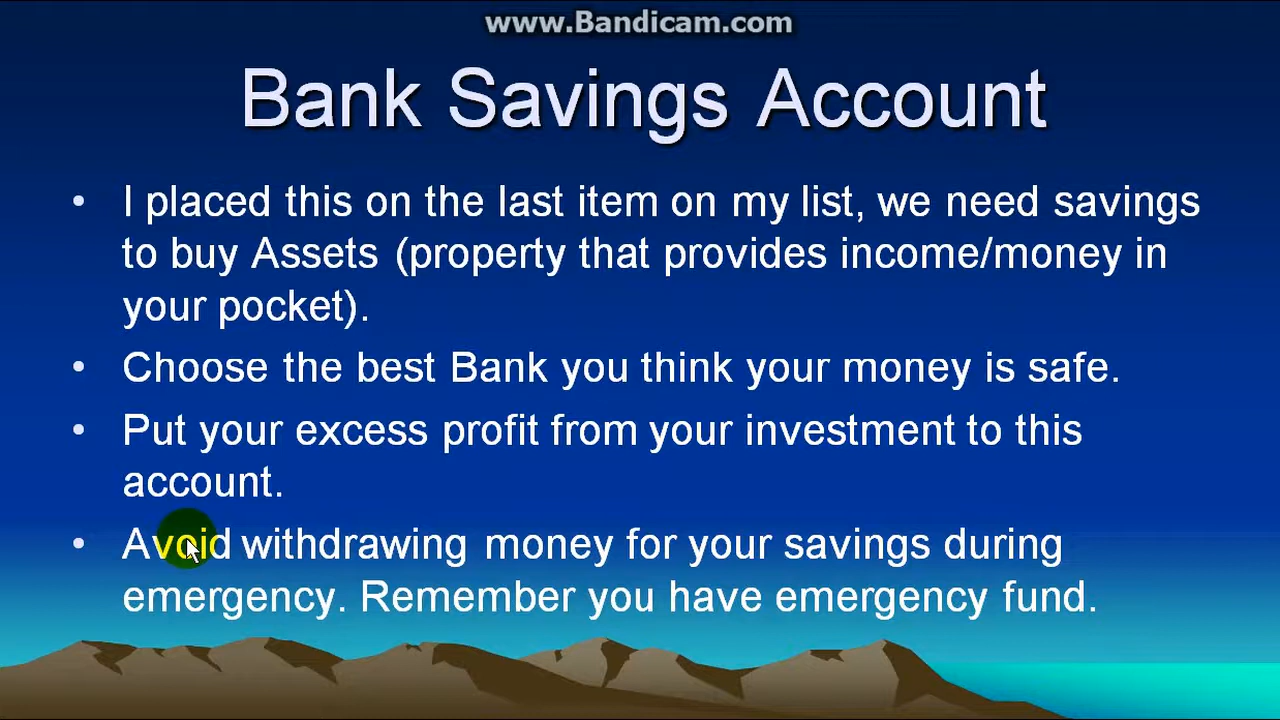 www.Bandicam.com
Bank Savings Account
• I placed this on the last item on my list, we need savings
to buy Assets (property that provides income/money in
your pocket).
• Choose the best Bank you think your money is safe.
• Put your excess profit from your investment to this
account.
• Avoid withdrawing money for your savings during
emergency. Remember you have emergency fund.